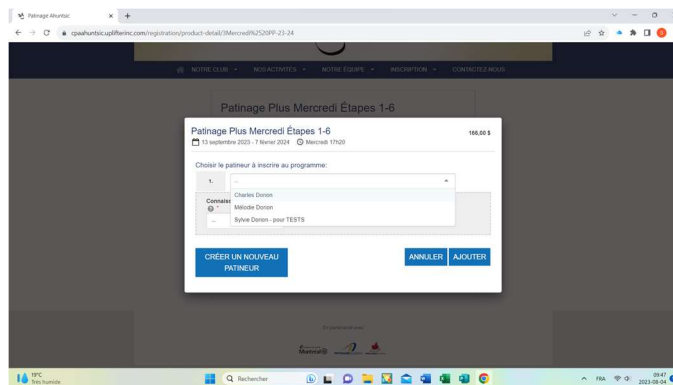 Patinage Ahuntsic
cpaahuntsic.uplifterinc.com/registration/product-detail/3Mercredi%2520PP-23-24
NOTRE CLUB
NOS ACTIVITÉS
NOTRE ÉQUIPE
INSCRIPTION
CONTACTEZ NOUS
Patinage Plus Mercredi Étapes 1-6
Patinage Plus Mercredi Étapes 1-6
166,00 $
13 septembre 2023 - 7 février 2024 Mercredi 17h20
Choisir le patineur à inscrire au programme:
1.
...
Charles Dorion
Mélodie Dorion
Sylvie Dorion - pour TESTS
Connaiss
*
...
CRÉER UN NOUVEAU
PATINEUR
ANNULER
AJOUTER
En partenariat avec
Montréal
19°C
Très humide
Rechercher
FRA
09:47
2023-08-04